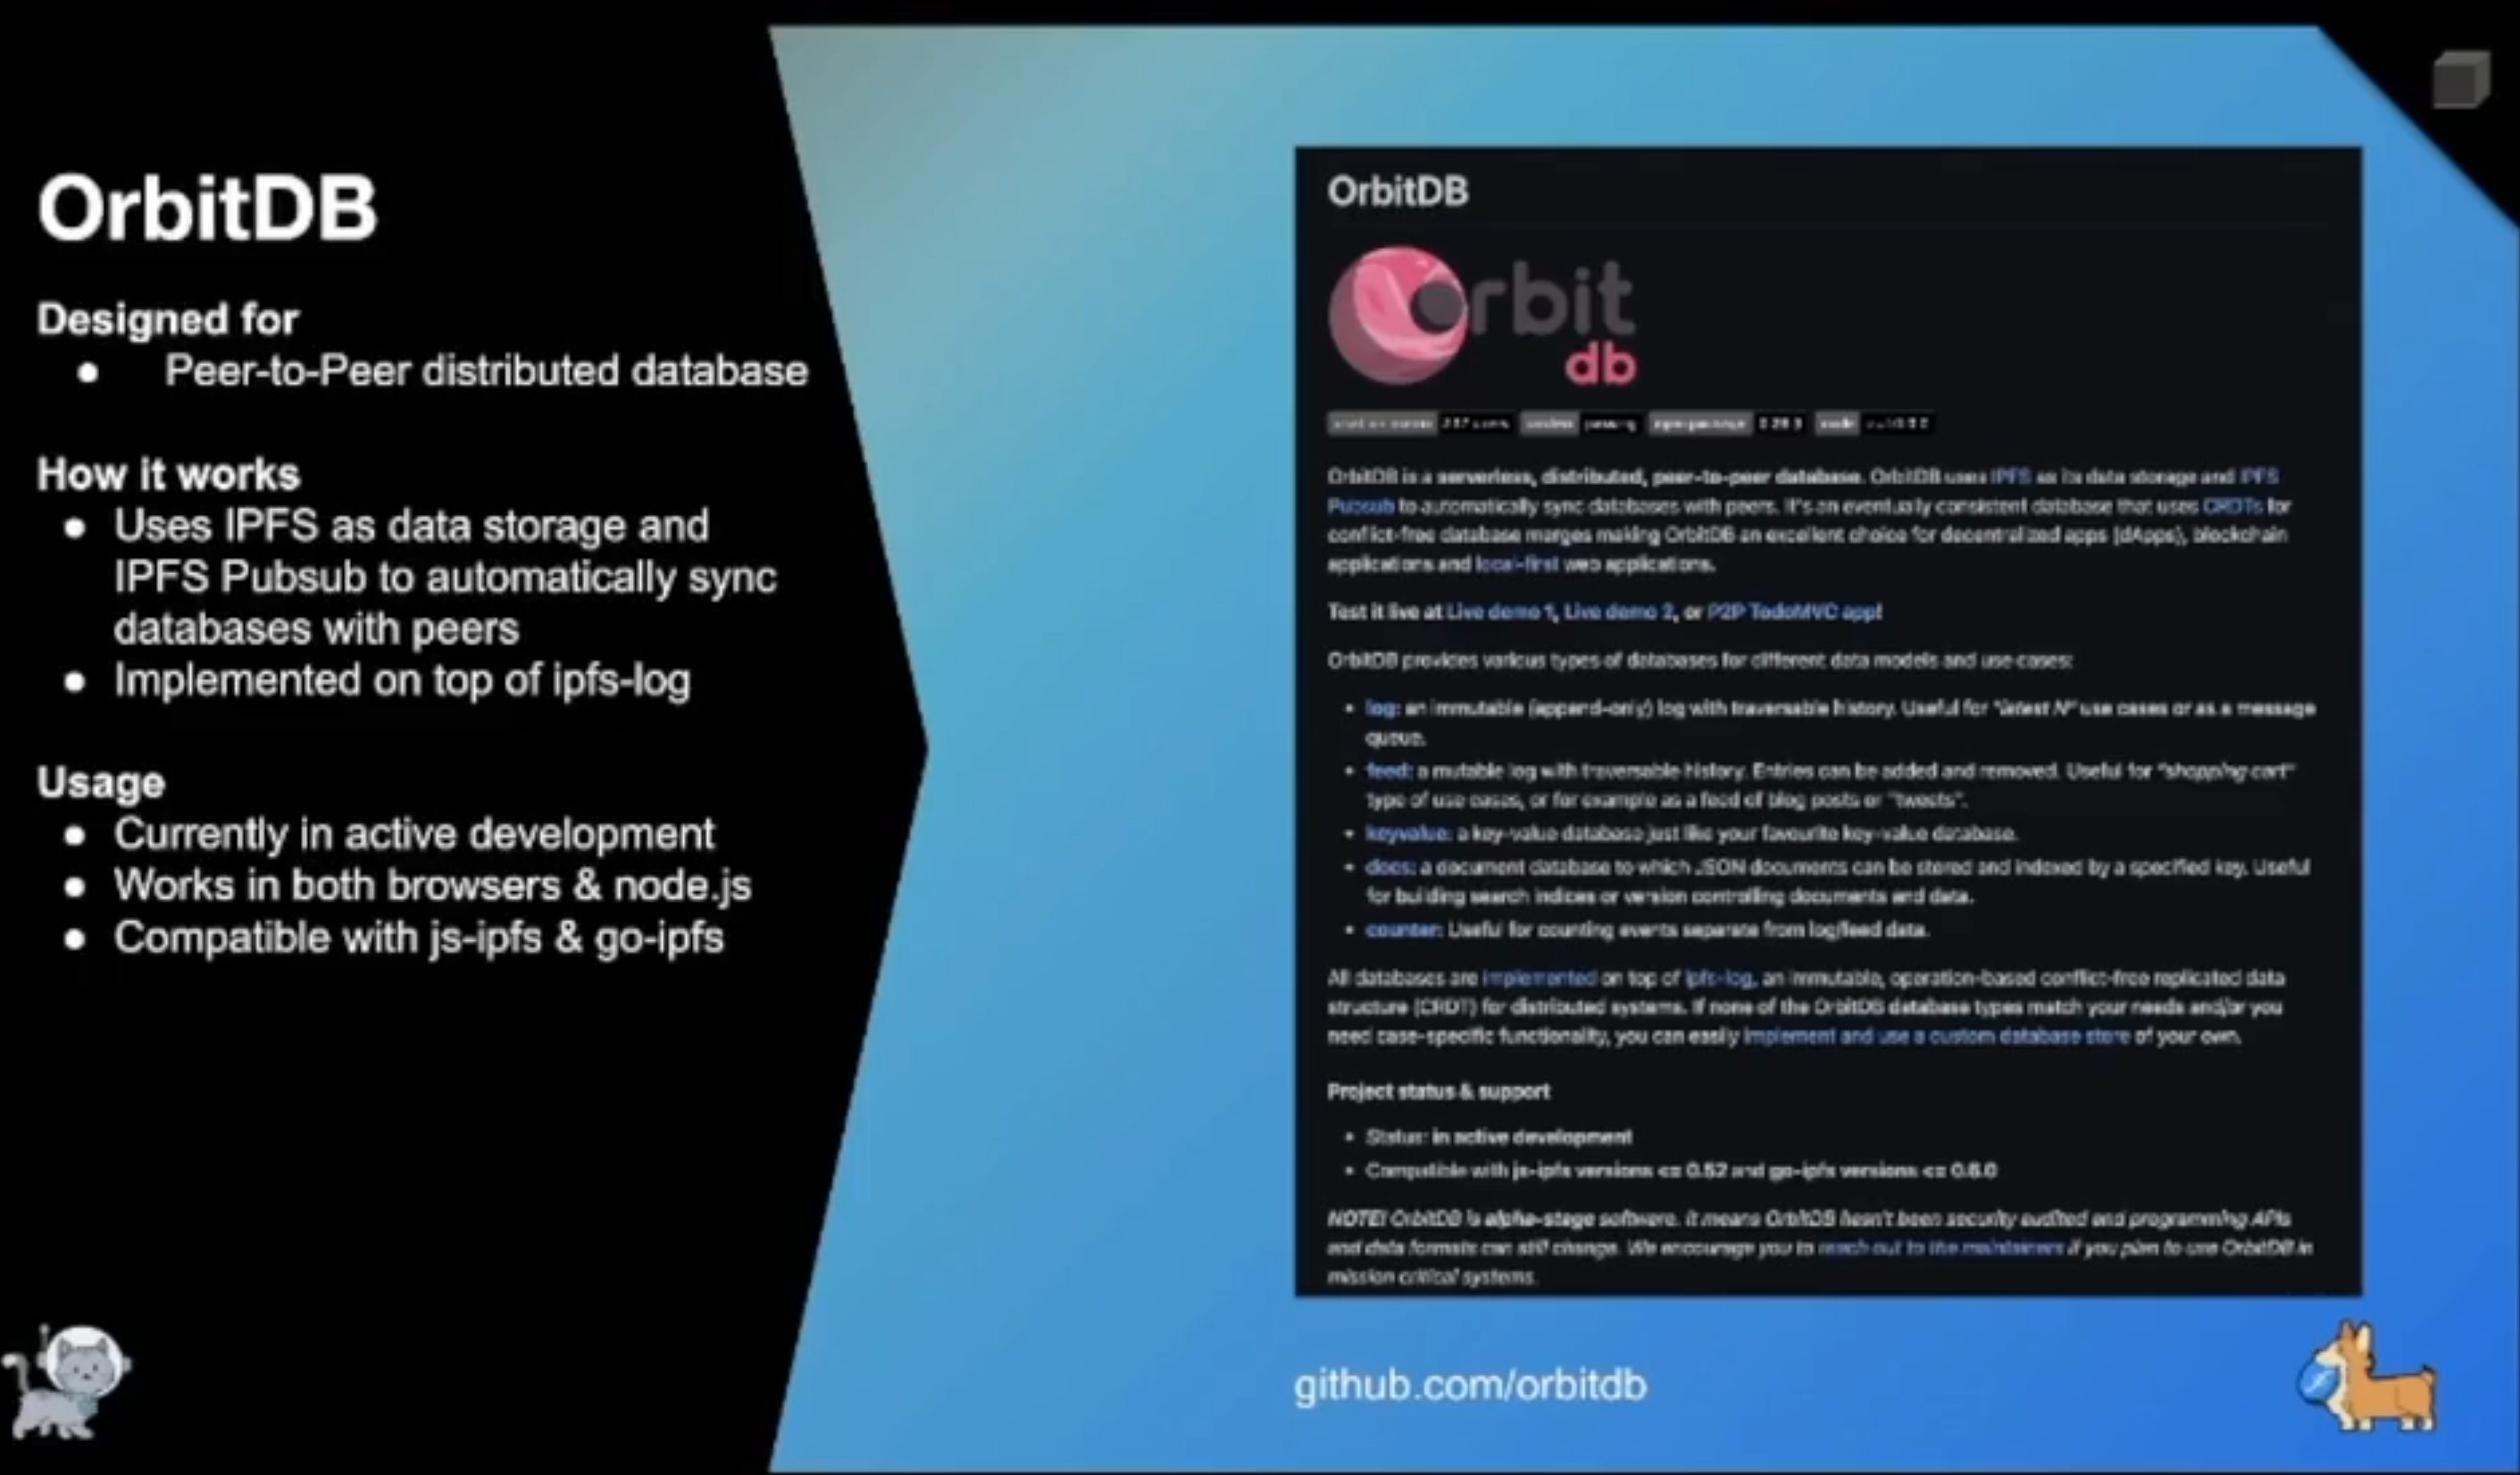 OrbitDB
Designed for
● Peer-to-Peer distributed database
How it works
● Uses IPFS as data storage and
IPFS Pubsub to automatically sync
databases with peers
● Implemented on top of ipfs-log
Usage
● Currently in active development
● Works in both browsers & node.js
● Compatible with js-ipfs & go-ipfs
OrbitDB
Orbit
db
OrbitDB is a serverless, distributed, peer-to-peer database. OrbitDB uses IPFS as its data storage and IPFS
Pubsub to automatically sync databases with peers. It's an eventually consistent database that uses CRDTs for
conflict-free database merges making OrbitDB an excellent choice for decentralized apps (dApps), blockchain
applications and local-first web applications.
Test it live at Live demo 1, Live demo 2, or P2P TodoMVC app!
OrbitDB provides various types of databases for different data models and use cases:
• log: an immutable (append-only) log with traversable history. Useful for "latest N" use cases or as a message
queue.
• feed: a mutable log with traversable history. Entries can be added and removed. Useful for "shopping cart"
type of use cases, or for example as a feed of blog posts or "tweets".
• keyvalue: a key-value database just like your favourite key-value database.
• docs: a document database to which JSON documents can be stored and indexed by a specified key. Useful
for building search indices or version controlling documents and data.
• counter: Useful for counting events separate from log/feed data.
All databases are implemented on top of ipfs-log, an immutable, operation-based conflict-free replicated data
structure (CRDT) for distributed systems. If none of the OrbitDB database types match your needs and/or you
need case-specific functionality, you can easily implement and use a custom database store of your own.
Project status & support
• Status: in active development
• Compatible with js-ipfs versions <= 0.52 and go-ipfs versions <= 0.6.0
NOTE! OrbitDB is alpha-stage software. It means OrbitDB hasn't been security audited and programming APIs
and data formats can still change. We encourage you to reach out to the maintainers if you plan to use OrbitDB in
mission critical systems.
github.com/orbitdb